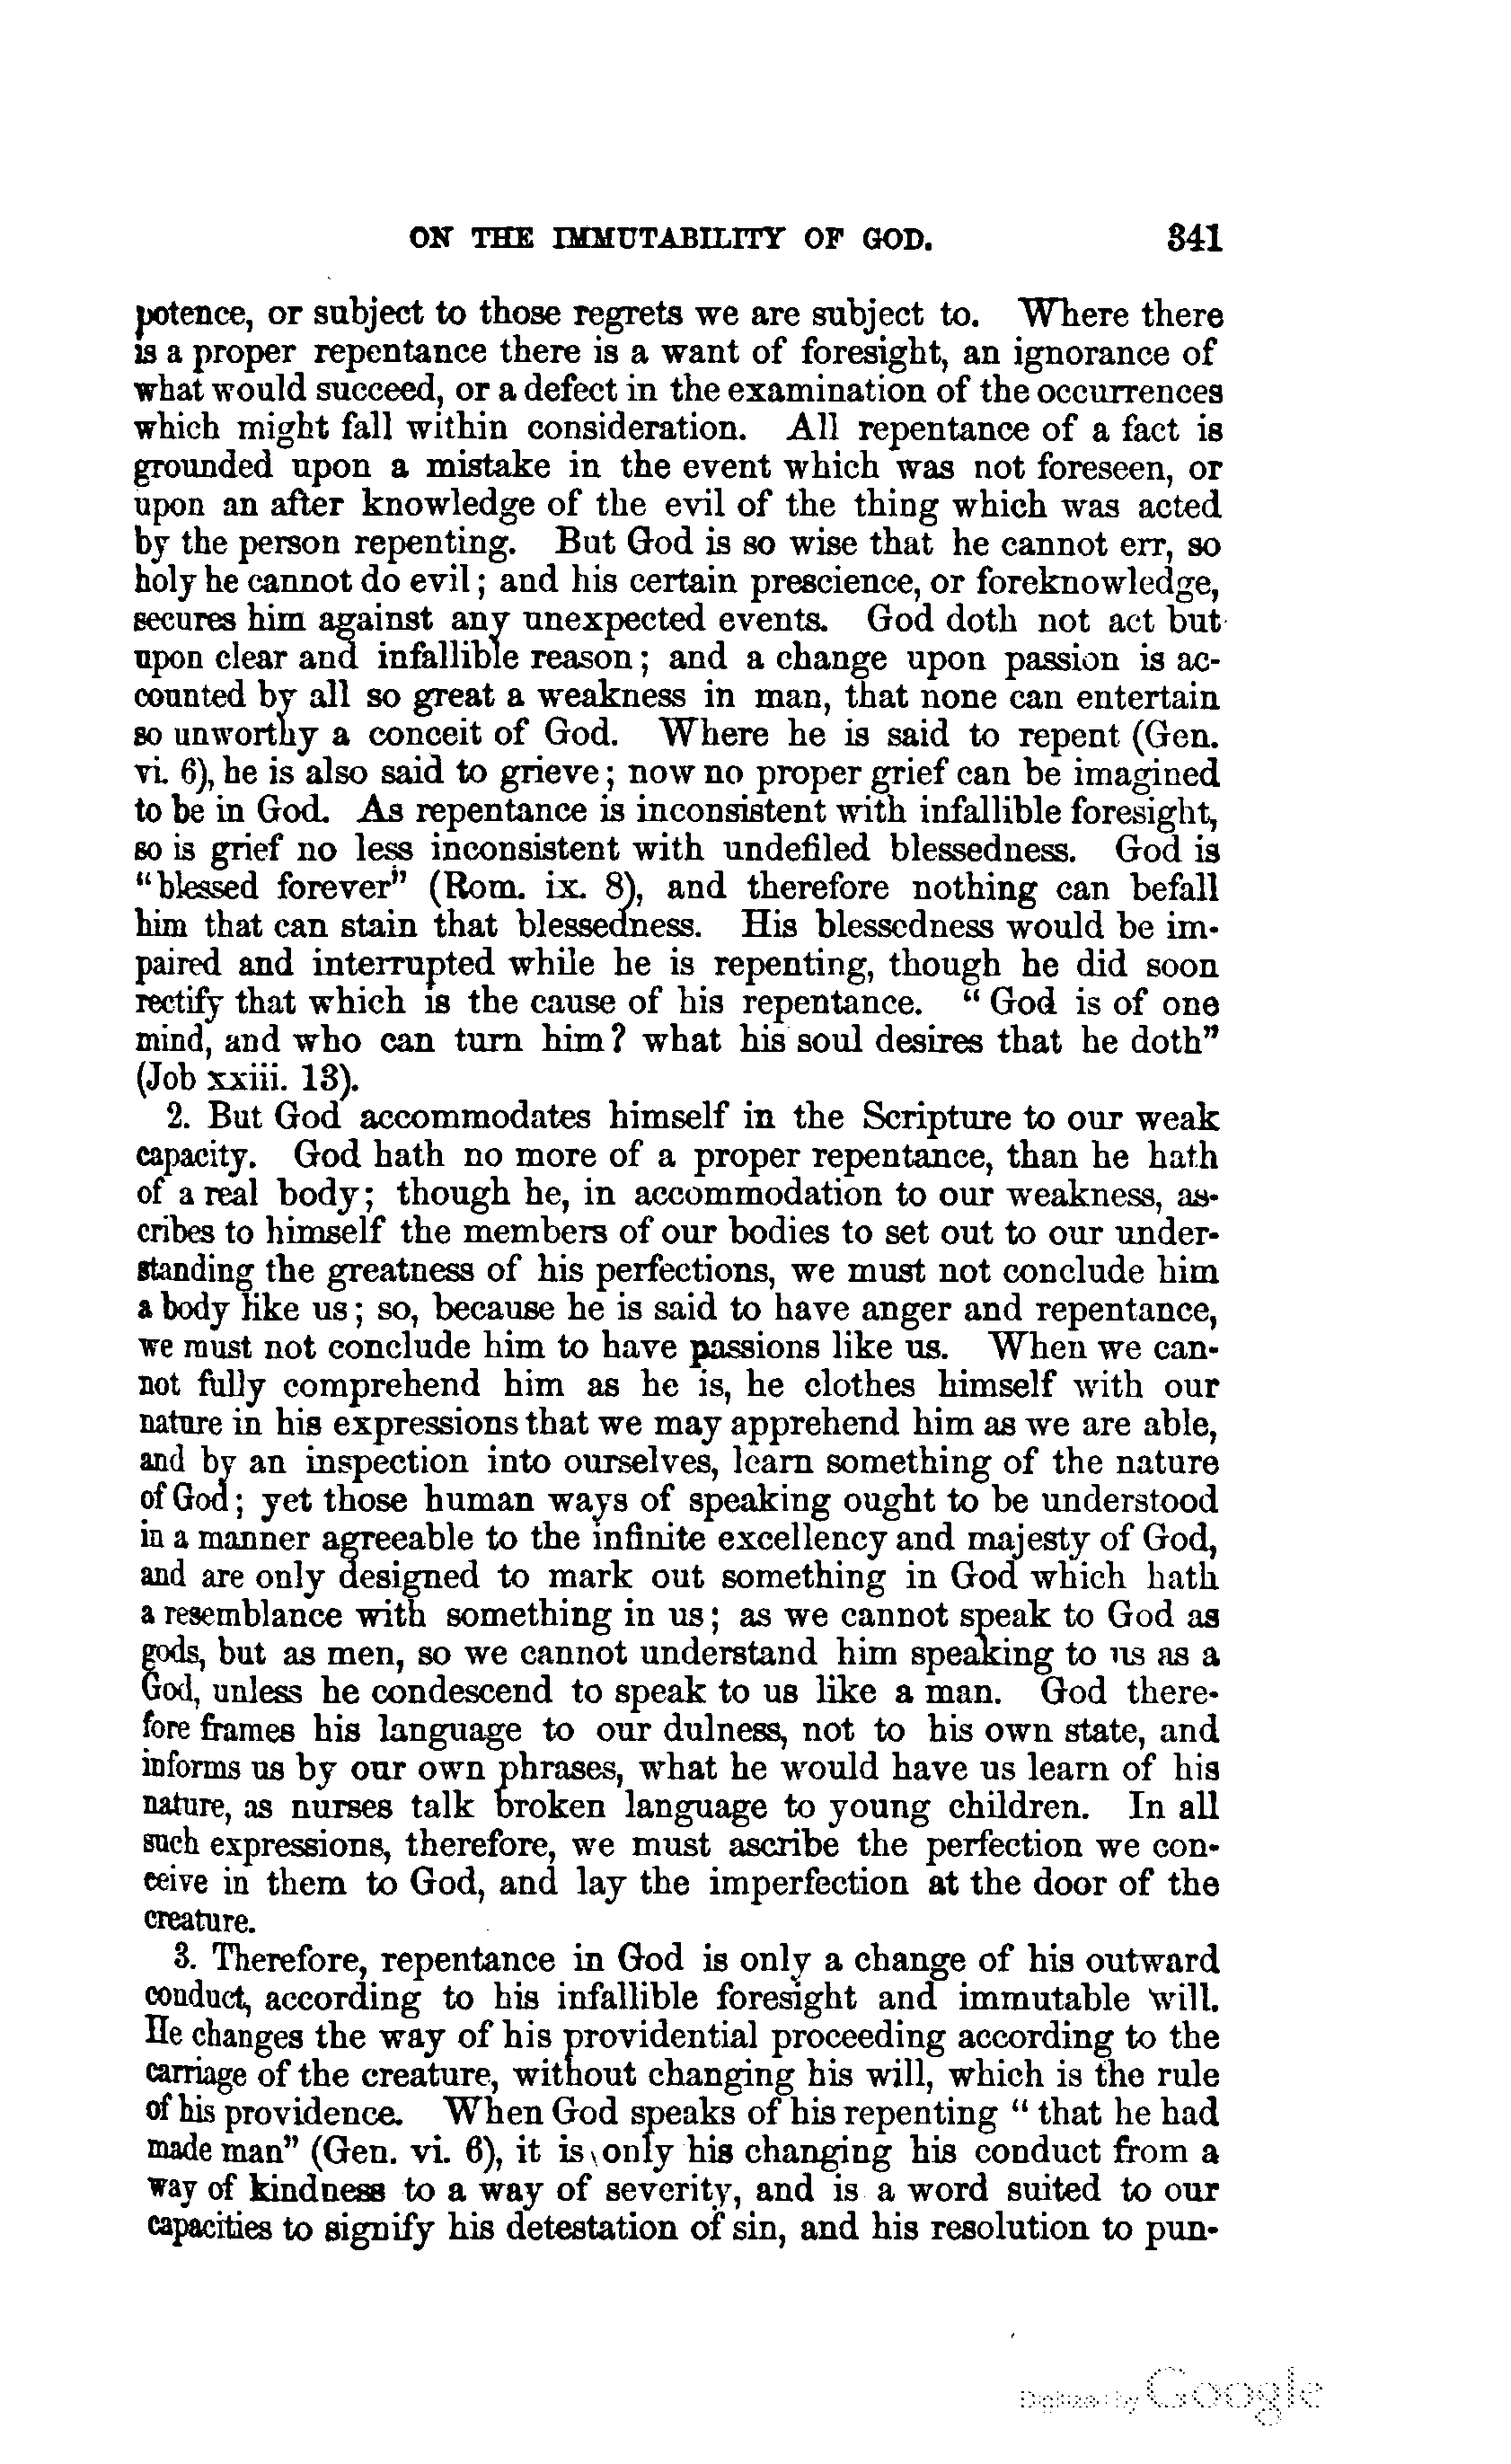 ON THE IMMUTABILITY OF GOD. 341
potence, or subject to those regrets we are subject to. Where there
is a proper repentance there is a want of foresight, an ignorance of
what would succeed, or a defect in the examination of the occurrences
which might fall within consideration. All repentance of a fact is
grounded upon a mistake in the event which was not foreseen, or
upon an after knowledge of the evil of the thing which was acted
by the person repenting. But God is so wise that he cannot err, so
holy he cannot do evil; and his certain prescience, or foreknowledge,
secures him against any unexpected events. God doth not act but
upon clear and infallible reason; and a change upon passion is ac-
counted by all so great a weakness in man, that none can entertain
so unworthy a conceit of God. Where he is said to repent (Gen.
vi. 6), he is also said to grieve; now no proper grief can be imagined
to be in God. As repentance is inconsistent with infallible foresight,
so is grief no less inconsistent with undefiled blessedness. God is
“blessed forever” (Rom. ix. 8), and therefore nothing can befall
him that can stain that blessedness. His blessedness would be im-
paired and interrupted while he is repenting, though he did soon
rectify that which is the cause of his repentance. “God is of one
mind, and who can turn him? what his soul desires that he doth”
(Job xxiii. 13).
2. But God accommodates himself in the Scripture to our weak
capacity. God hath no more of a proper repentance, than he hath
of a real body; though he, in accommodation to our weakness, as-
cribes to himself the members of our bodies to set out to our under-
standing the greatness of his perfections, we must not conclude him
a body like us; so, because he is said to have anger and repentance,
we must not conclude him to have passions like us. When we can-
not fully comprehend him as he is, he clothes himself with our
nature in his expressions that we may apprehend him as we are able,
and by an inspection into ourselves, learn something of the nature
of God; yet those human ways of speaking ought to be understood
in a manner agreeable to the infinite excellency and majesty of God,
and are only designed to mark out something in God which hath
a resemblance with something in us; as we cannot speak to God as
gods, but as men, so we cannot understand him speaking to us as a
God, unless he condescend to speak to us like a man. God there-
fore frames his language to our dulness, not to his own state, and
informs us by our own phrases, what he would have us learn of his
nature, as nurses talk broken language to young children. In all
such expressions, therefore, we must ascribe the perfection we con-
ceive in them to God, and lay the imperfection at the door of the
creature.
3. Therefore, repentance in God is only a change of his outward
conduct, according to his infallible foresight and immutable will.
He changes the way of his providential proceeding according to the
carriage of the creature, without changing his will, which is the rule
of his providence. When God speaks of his repenting “that he had
made man” (Gen. vi. 6), it is only his changing his conduct from a
way of kindness to a way of severity, and is a word suited to our
capacities to signify his detestation of sin, and his resolution to pun-
Digitized by Google